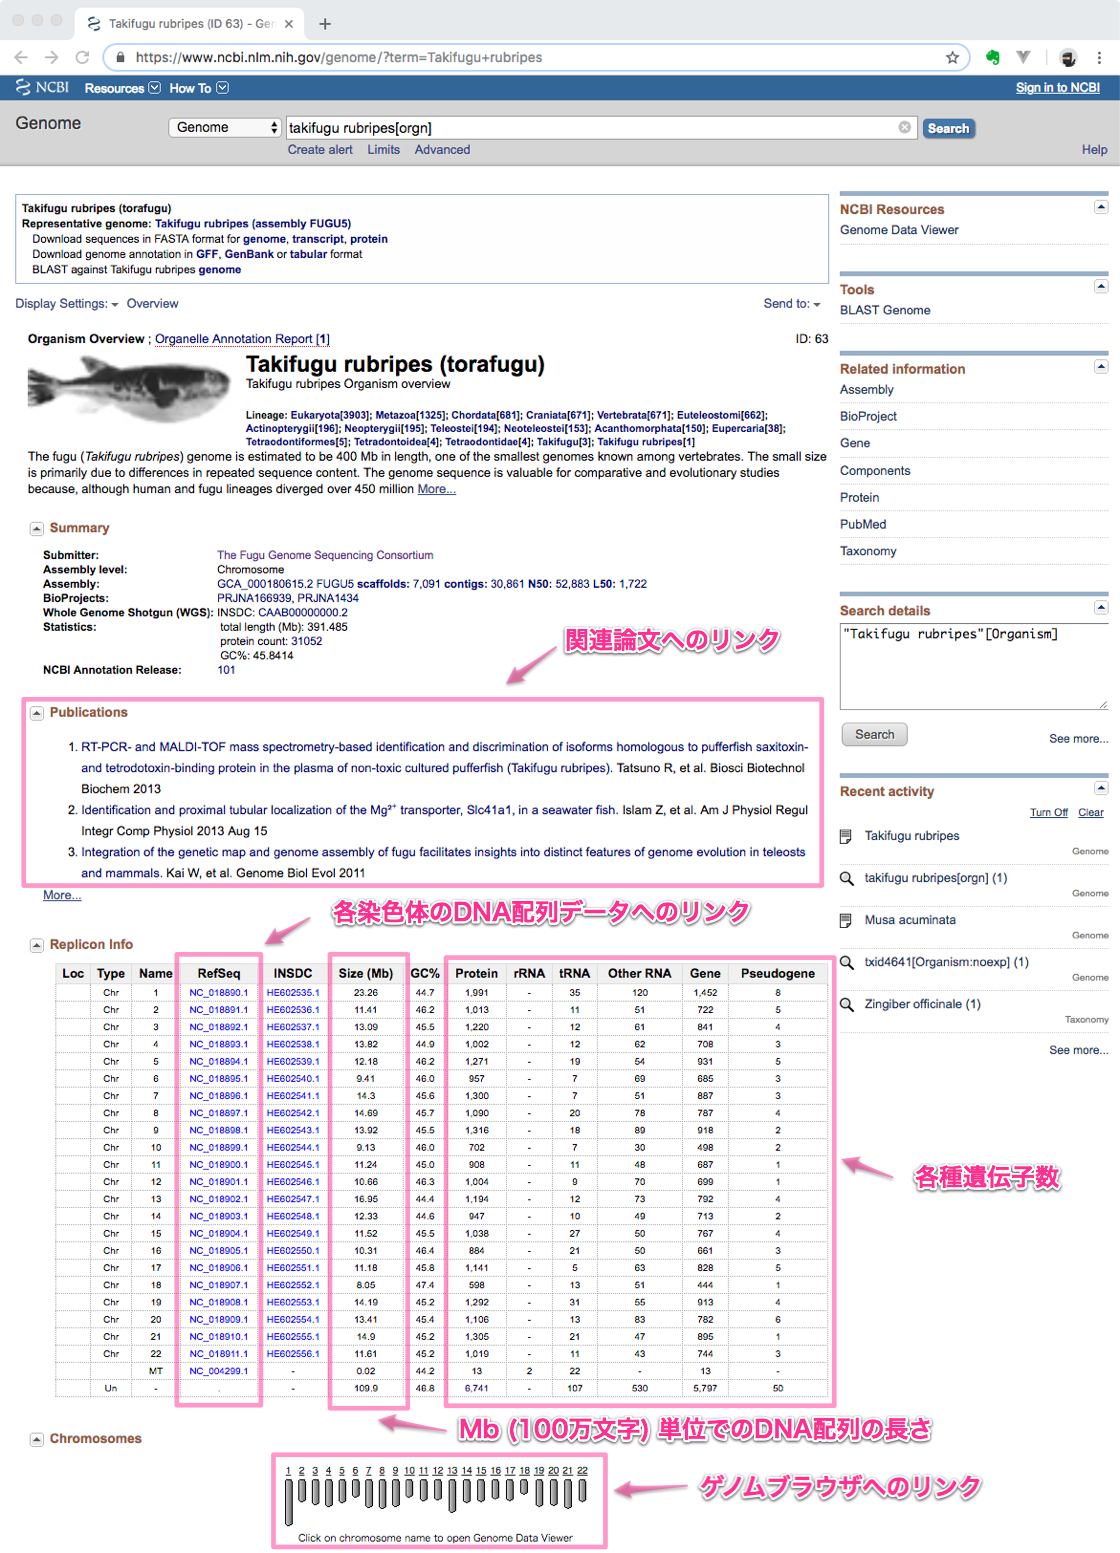 Takifugu rubripes (ID 63) - Gen
https://www.ncbi.nlm.nih.gov/genome/?term=Takifugu+rubripes
NCBI Resources How To Sign in to NCBI
Genome Genome takifugu rubripes[orgn] Search
Create alert Limits Advanced Help
Takifugu rubripes (torafugu)
Representative genome: Takifugu rubripes (assembly FUGU5)
Download sequences in FASTA format for genome, transcript, protein
Download genome annotation in GFF, GenBank or tabular format
BLAST against Takifugu rubripes genome
Display Settings: Overview Send to:
Organism Overview ; Organelle Annotation Report [1] ID: 63
Takifugu rubripes (torafugu)
Takifugu rubripes Organism overview
Lineage: Eukaryota[3903]; Metazoa[1325]; Chordata[681]; Craniata[671]; Vertebrata[671]; Euteleostomi[662];
Actinopterygii[196]; Neopterygii[195]; Teleostei[194]; Neoteleostei[153]; Acanthomorphata[150]; Eupercaria[38];
Tetraodontiformes[5]; Tetradontoidea[4]; Tetraodontidae[4]; Takifugu[3]; Takifugu rubripes[1]
The fugu (Takifugu rubripes) genome is estimated to be 400 Mb in length, one of the smallest genomes known among vertebrates. The small size
is primarily due to differences in repeated sequence content. The genome sequence is valuable for comparative and evolutionary studies
because, although human and fugu lineages diverged over 450 million More...
Summary
Submitter: The Fugu Genome Sequencing Consortium
Assembly level: Chromosome
Assembly: GCA_000180615.2 FUGU5 scaffolds: 7,091 contigs: 30,861 N50: 52,883 L50: 1,722
BioProjects: PRJNA166939, PRJNA1434
Whole Genome Shotgun (WGS): INSDC: CAAB00000000.2
Statistics: total length (Mb): 391.485
protein count: 31052
GC%: 45.8414
NCBI Annotation Release: 101
関連論文へのリンク
Publications
1. RT-PCR- and MALDI-TOF mass spectrometry-based identification and discrimination of isoforms homologous to pufferfish saxitoxin-
and tetrodotoxin-binding protein in the plasma of non-toxic cultured pufferfish (Takifugu rubripes). Tatsuno R, et al. Biosci Biotechnol
Biochem 2013
2. Identification and proximal tubular localization of the Mg²⁺ transporter, Slc41a1, in a seawater fish. Islam Z, et al. Am J Physiol Regul
Integr Comp Physiol 2013 Aug 15
3. Integration of the genetic map and genome assembly of fugu facilitates insights into distinct features of genome evolution in teleosts
and mammals. Kai W, et al. Genome Biol Evol 2011
More...
各染色体のDNA配列データへのリンク
Replicon Info
Loc Type Name RefSeq INSDC Size (Mb) GC% Protein rRNA tRNA Other RNA Gene Pseudogene
Chr 1 NC_018890.1 HE602535.1 23.26 44.7 1,991 - 35 120 1,452 8
Chr 2 NC_018891.1 HE602536.1 11.41 46.2 1,013 - 11 51 722 5
Chr 3 NC_018892.1 HE602537.1 13.09 45.5 1,220 - 12 61 841 4
Chr 4 NC_018893.1 HE602538.1 13.82 44.9 1,002 - 12 62 708 3
Chr 5 NC_018894.1 HE602539.1 12.18 46.2 1,271 - 19 54 931 5
Chr 6 NC_018895.1 HE602540.1 9.41 46.0 957 - 7 69 685 3
Chr 7 NC_018896.1 HE602541.1 14.3 45.6 1,300 - 7 51 887 3
Chr 8 NC_018897.1 HE602542.1 14.69 45.7 1,090 - 20 78 787 4
Chr 9 NC_018898.1 HE602543.1 13.92 45.5 1,316 - 18 89 918 2
Chr 10 NC_018899.1 HE602544.1 9.13 46.0 702 - 7 30 498 2
Chr 11 NC_018900.1 HE602545.1 11.24 45.0 908 - 11 48 687 1
Chr 12 NC_018901.1 HE602546.1 10.66 46.3 1,004 - 9 70 699 1
Chr 13 NC_018902.1 HE602547.1 16.95 44.4 1,194 - 12 73 792 4
Chr 14 NC_018903.1 HE602548.1 12.33 44.6 947 - 10 49 713 2
Chr 15 NC_018904.1 HE602549.1 11.52 45.5 1,038 - 27 50 767 4
Chr 16 NC_018905.1 HE602550.1 10.31 46.4 884 - 21 50 661 3
Chr 17 NC_018906.1 HE602551.1 11.18 45.8 1,141 - 5 63 828 5
Chr 18 NC_018907.1 HE602552.1 8.05 47.4 598 - 13 51 444 1
Chr 19 NC_018908.1 HE602553.1 14.19 45.2 1,292 - 31 55 913 4
Chr 20 NC_018909.1 HE602554.1 13.41 45.4 1,106 - 13 83 782 6
Chr 21 NC_018910.1 HE602555.1 14.9 45.2 1,305 - 21 47 895 1
Chr 22 NC_018911.1 HE602556.1 11.61 45.2 1,019 - 11 43 744 3
MT NC_004299.1 - 0.02 44.2 13 2 22 - 13 -
Un - . - 109.9 46.8 6,741 - 107 530 5,797 50
各種遺伝子数
Mb (100万文字) 単位でのDNA配列の長さ
Chromosomes
1 2 3 4 5 6 7 8 9 10 11 12 13 14 15 16 17 18 19 20 21 22
Click on chromosome name to open Genome Data Viewer
ゲノムブラウザへのリンク
NCBI Resources
Genome Data Viewer
Tools
BLAST Genome
Related information
Assembly
BioProject
Gene
Components
Protein
PubMed
Taxonomy
Search details
"Takifugu rubripes"[Organism]
Search
See more...
Recent activity
Turn Off Clear
Takifugu rubripes
Genome
takifugu rubripes[orgn] (1)
Genome
Musa acuminata
Genome
txid4641[Organism:noexp] (1)
Genome
Zingiber officinale (1)
Taxonomy
See more...